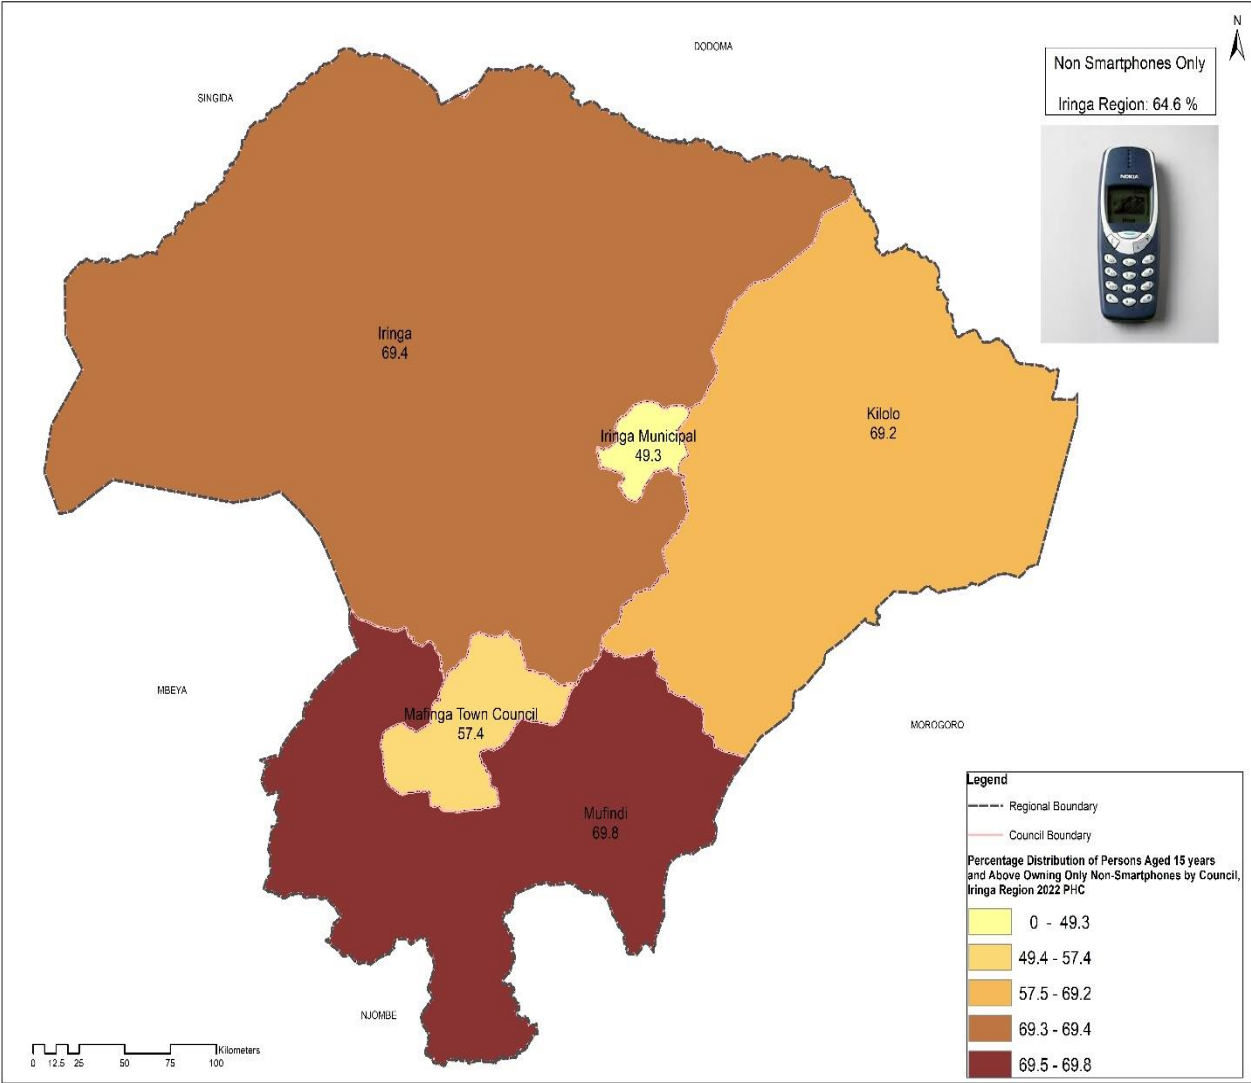 N
DODOMA
Non Smartphones Only
Iringa Region: 64.6 %
SINGIDA
NOKIA
Iringa
69.4
Kilolo
69.2
Iringa Municipal
49.3
MBEYA
Mafinga Town Council
57.4
MOROGORO
Mufindi
69.8
NJOMBE
Legend
Regional Boundary
Council Boundary
Percentage Distribution of Persons Aged 15 years
and Above Owning Only Non-Smartphones by Council,
Iringa Region 2022 PHC
0 - 49.3
49.4 - 57.4
57.5 - 69.2
69.3 - 69.4
69.5 - 69.8
Kilometers
0 12.5 25 50 75 100